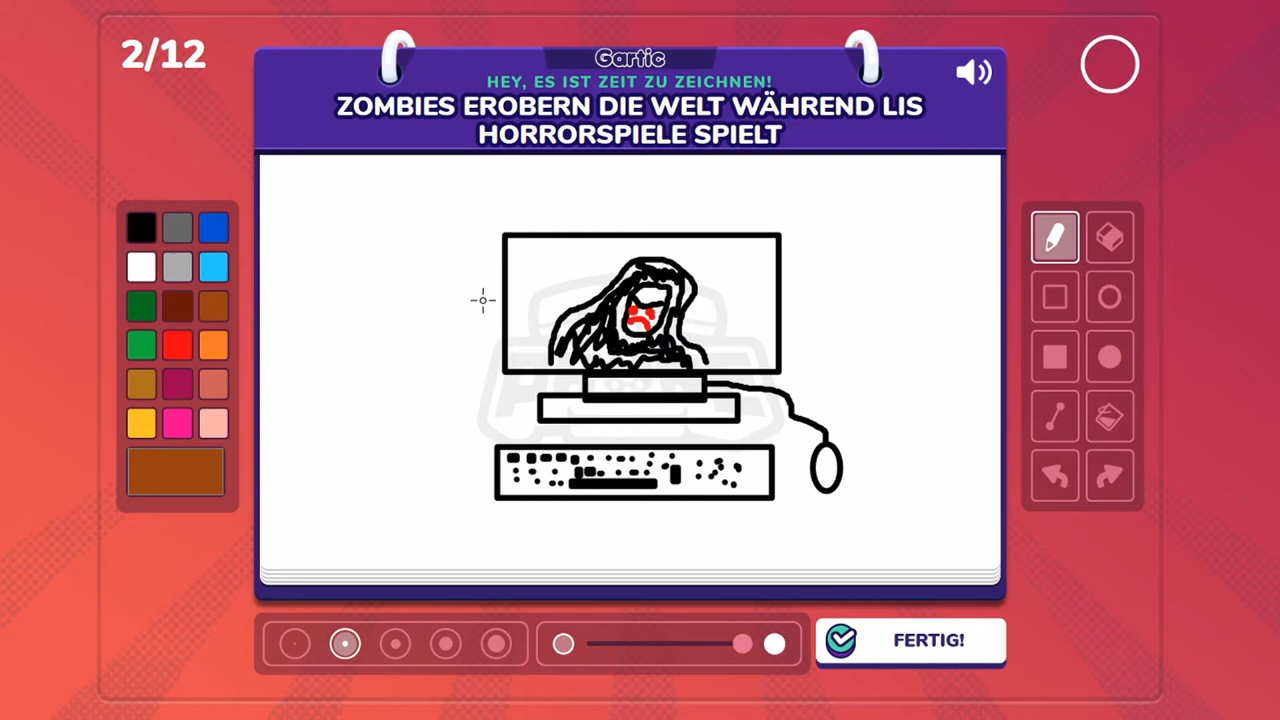 2/12
Gartic
HEY, ES IST ZEIT ZU ZEICHNEN!
ZOMBIES EROBERN DIE WELT WÄHREND LIS
HORRORSPIELE SPIELT
FERTIG!